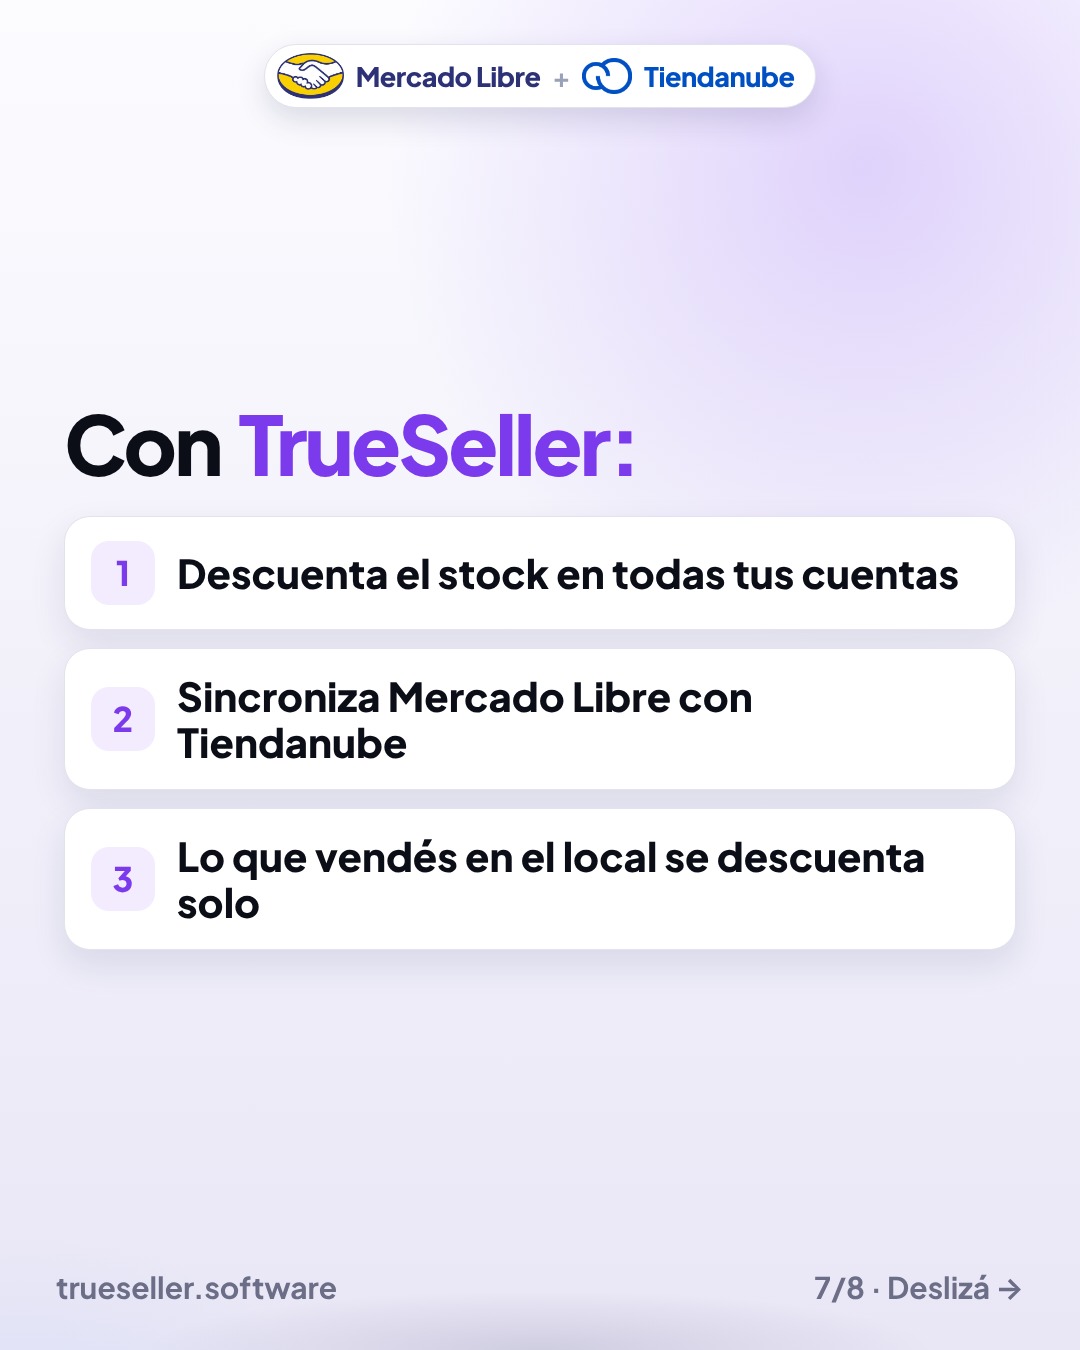 Mercado Libre + Tiendanube
Con TrueSeller:
1 Descuenta el stock en todas tus cuentas
2 Sincroniza Mercado Libre con
Tiendanube
3 Lo que vendés en el local se descuenta
solo
trueseller.software
7/8 · Deslizá →